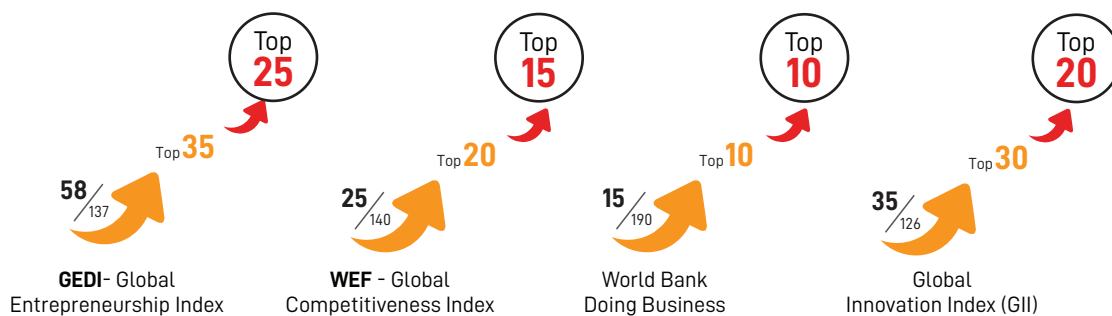 Top
25
Top 35
58/137
GEDI- Global
Entrepreneurship Index
Top
15
Top 20
25/140
WEF - Global
Competitiveness Index
Top
10
Top 10
15/190
World Bank
Doing Business
Top
20
Top 30
35/126
Global
Innovation Index (GII)